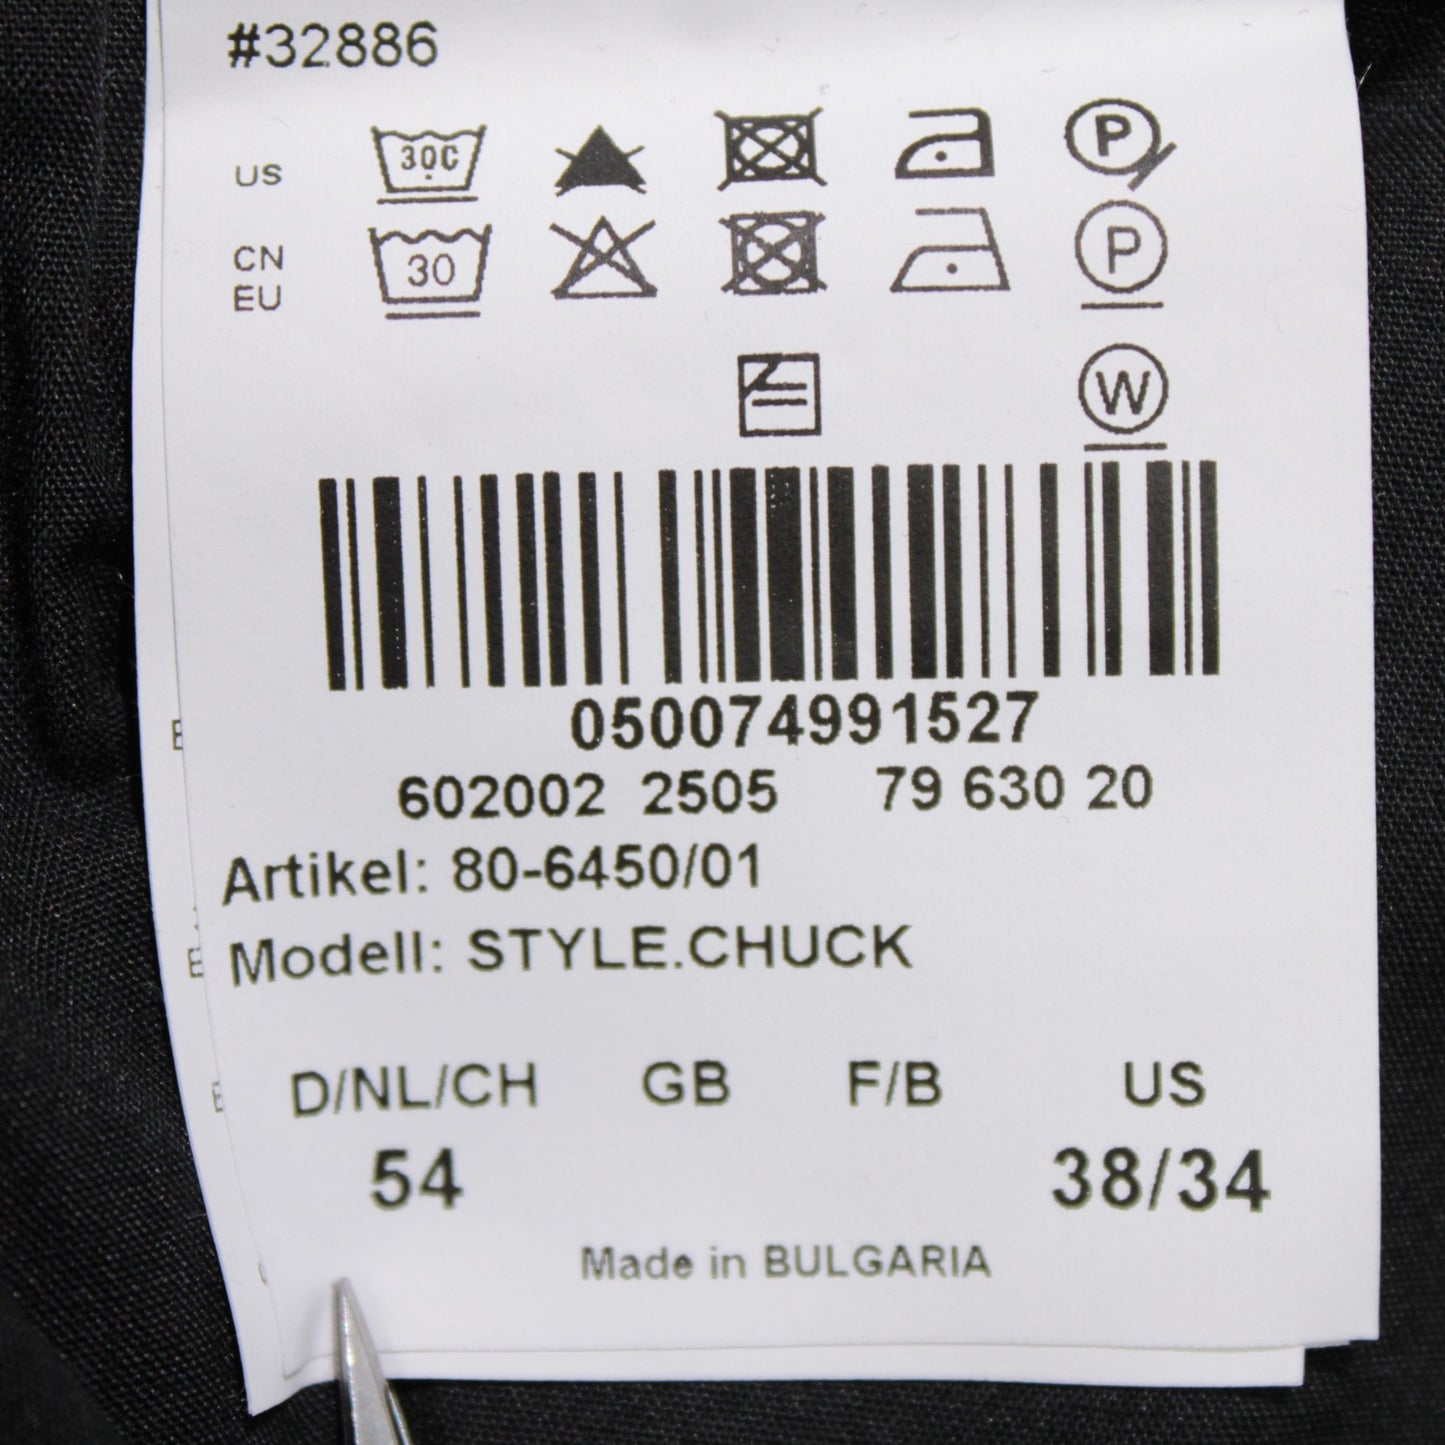 #32886
US 30C P
CN 30 P
EU
W
050074991527
602002 2505 79 630 20
Artikel: 80-6450/01
Modell: STYLE.CHUCK
D/NL/CH GB F/B US
54 38/34
Made in BULGARIA